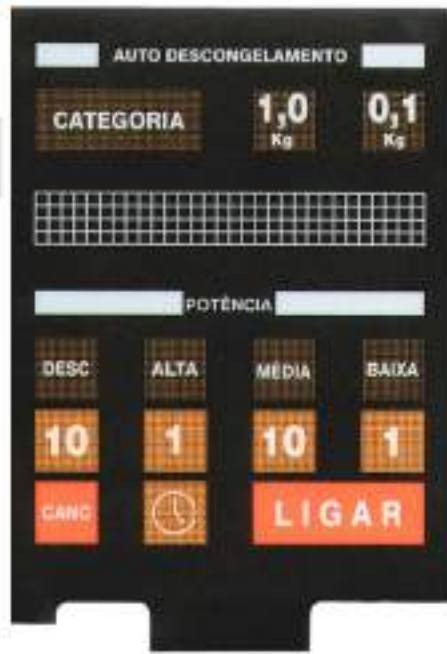 AUTO DESCONGELAMENTO
CATEGORIA 1,0 Kg 0,1 Kg
POTÊNCIA
DESC ALTA MÉDIA BAIXA
10 1 10 1
CANC LIGAR